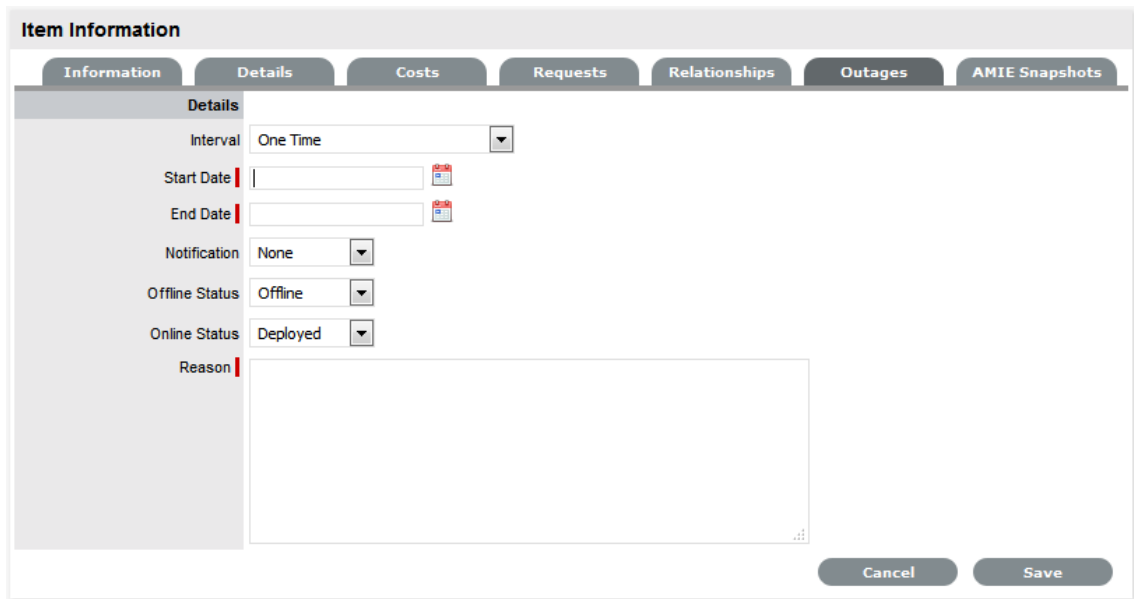 Item Information
Information Details Costs Requests Relationships Outages AMIE Snapshots
Details
Interval One Time
Start Date
End Date
Notification None
Offline Status Offline
Online Status Deployed
Reason
Cancel Save